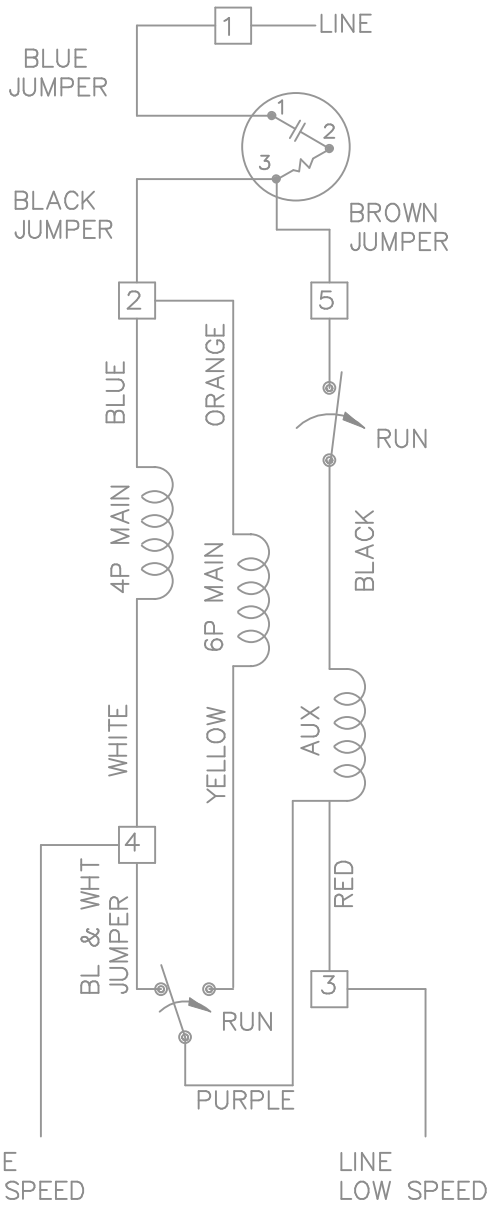 1
LINE
BLUE
JUMPER
1
2
3
BLACK
JUMPER
BROWN
JUMPER
2
5
BLUE
ORANGE
RUN
4P MAIN
6P MAIN
BLACK
WHITE
YELLOW
AUX
4
BL & WHT
JUMPER
RED
3
RUN
PURPLE
E
SPEED
LINE
LOW SPEED